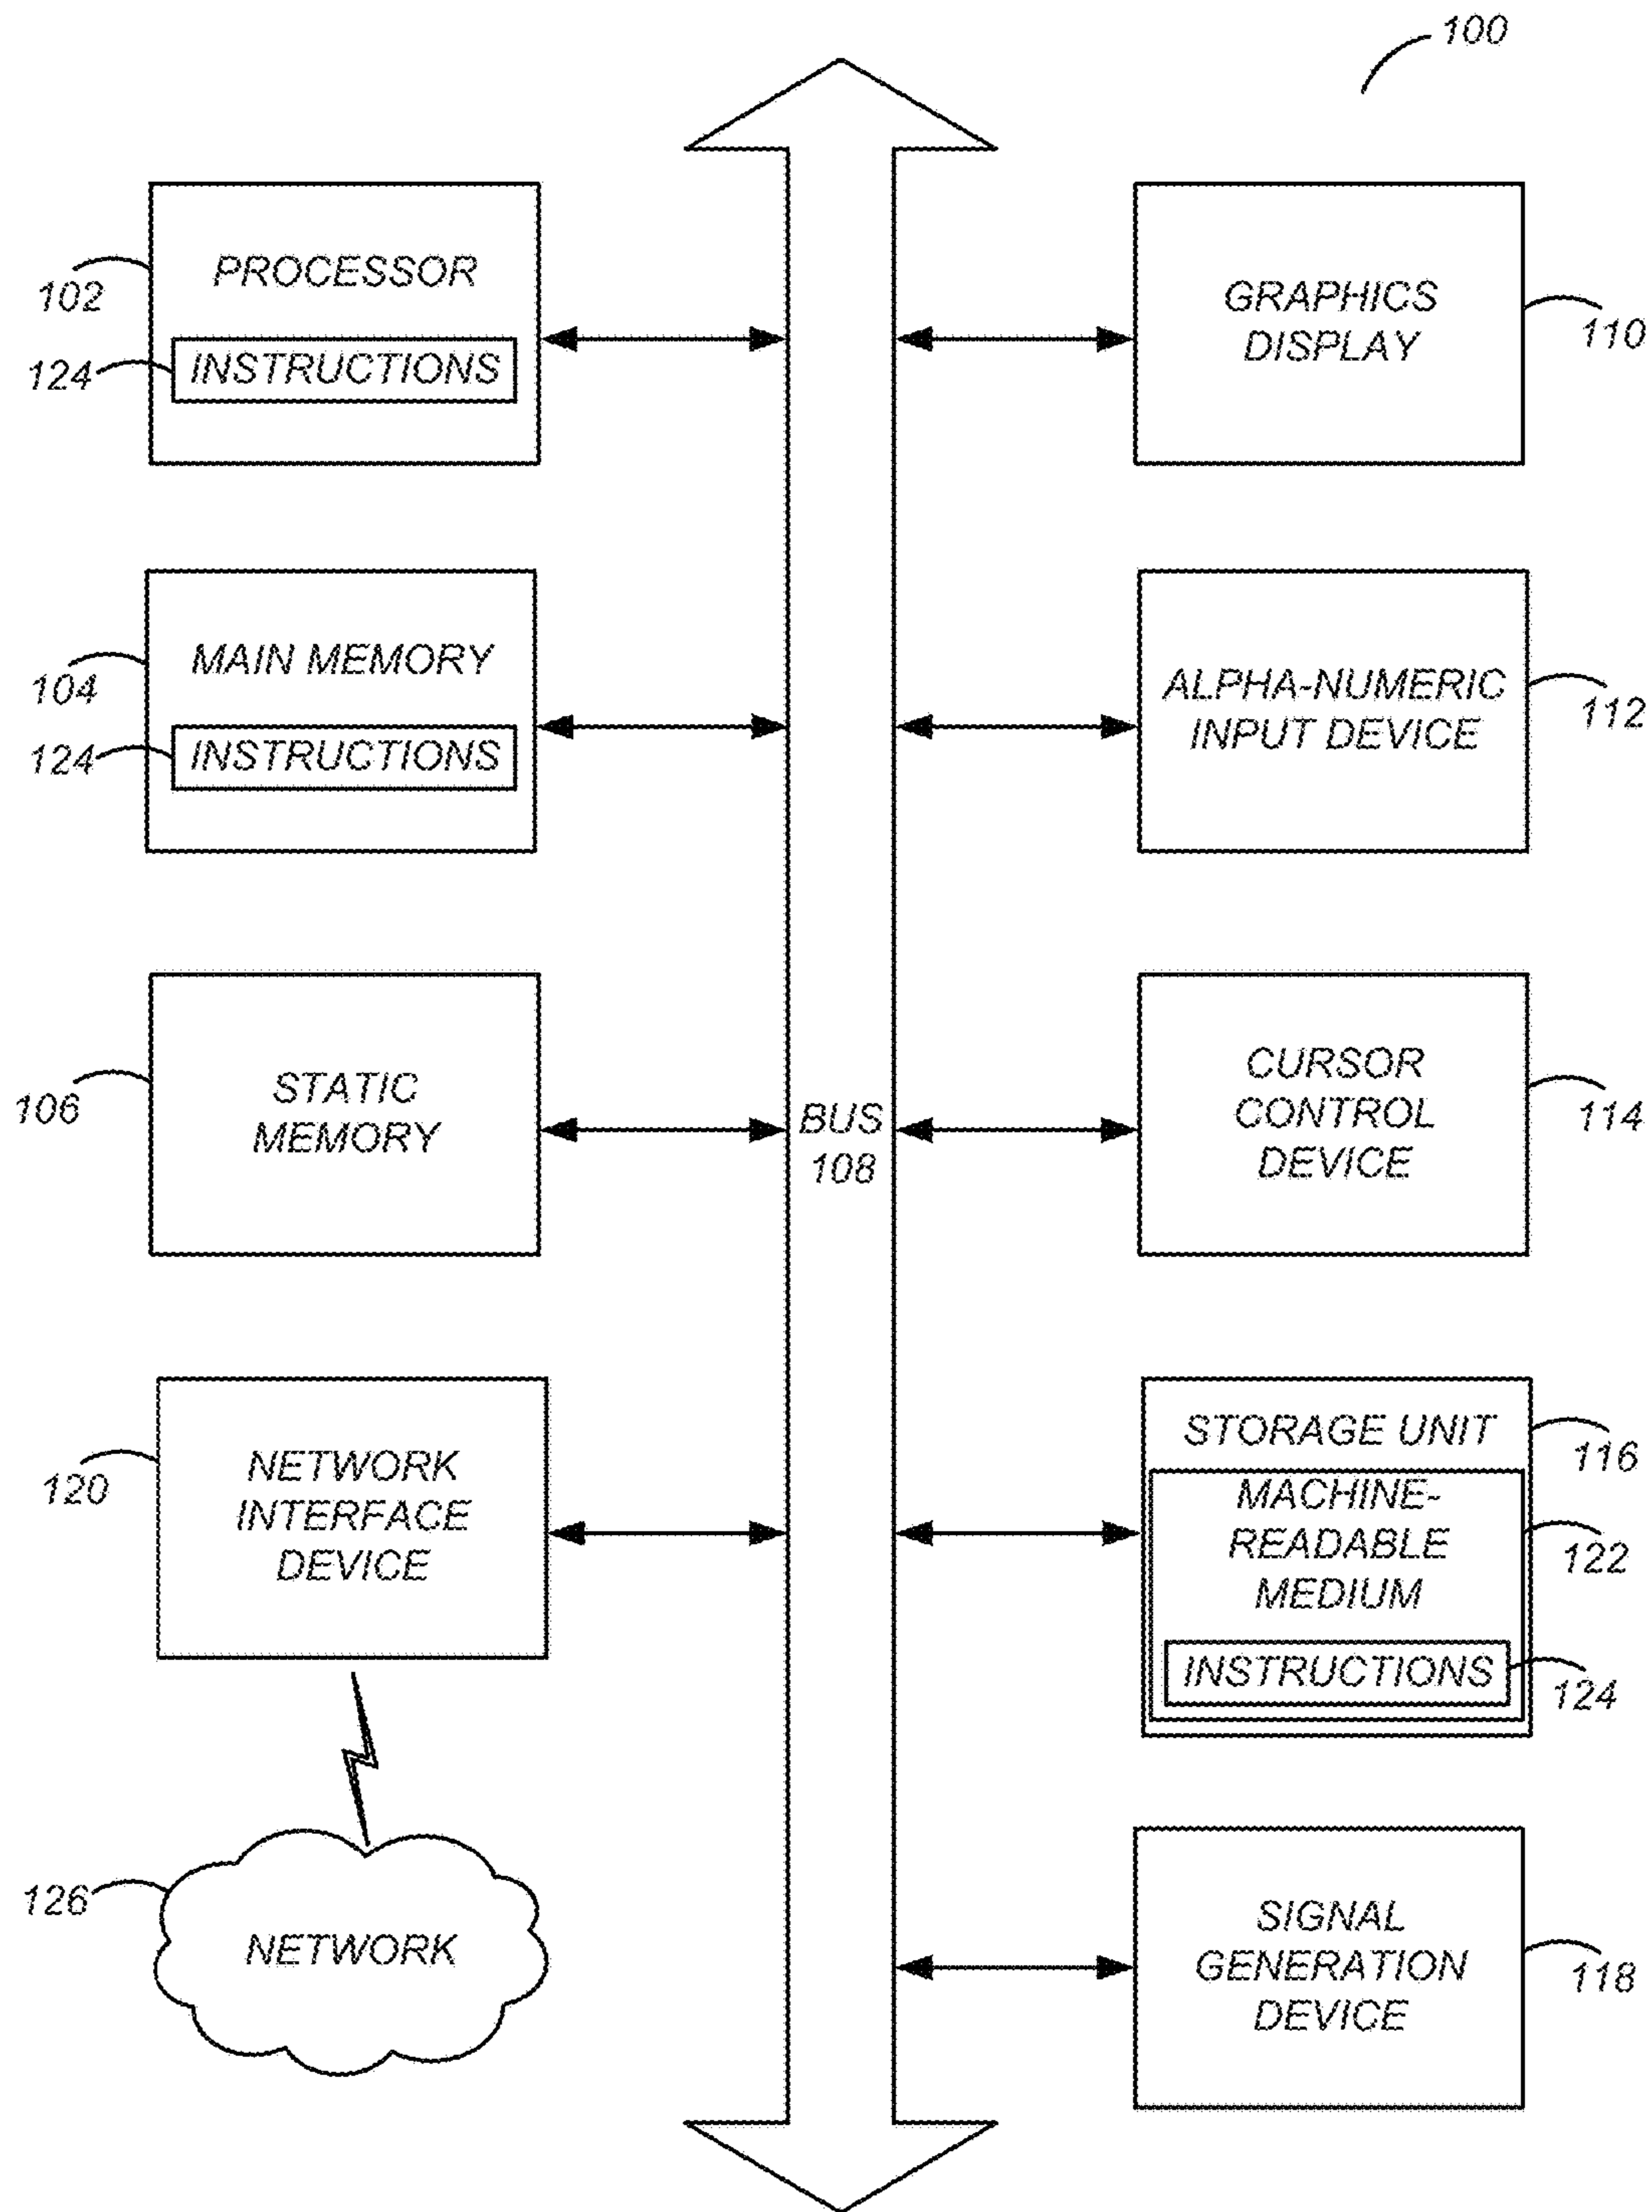 100
PROCESSOR
102
INSTRUCTIONS
124
GRAPHICS
DISPLAY
110
MAIN MEMORY
104
INSTRUCTIONS
124
ALPHA-NUMERIC
INPUT DEVICE
112
STATIC
MEMORY
106
BUS
108
CURSOR
CONTROL
DEVICE
114
NETWORK
INTERFACE
DEVICE
120
STORAGE UNIT
116
MACHINE-
READABLE
MEDIUM
122
INSTRUCTIONS
124
NETWORK
126
SIGNAL
GENERATION
DEVICE
118